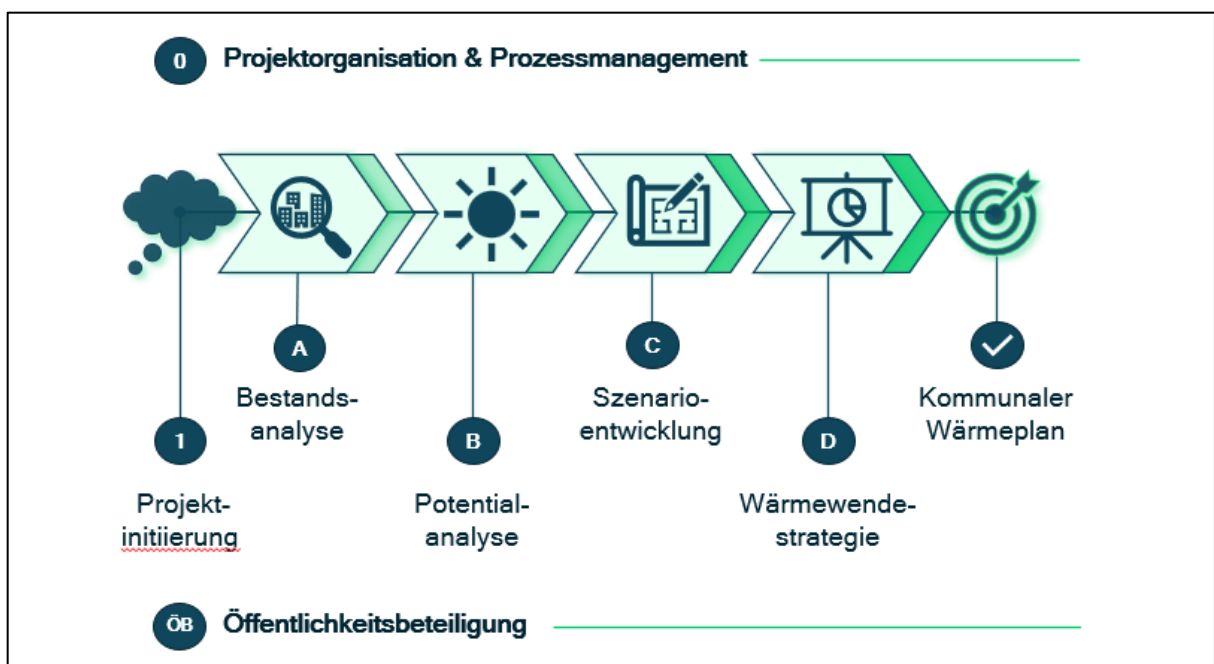 0 Projektorganisation & Prozessmanagement
A
Bestands-
analyse
C
Szenario-
entwicklung
Kommunaler
Wärmeplan
1
Projekt-
initiierung
B
Potential-
analyse
D
Wärmewende-
strategie
ÖB Öffentlichkeitsbeteiligung